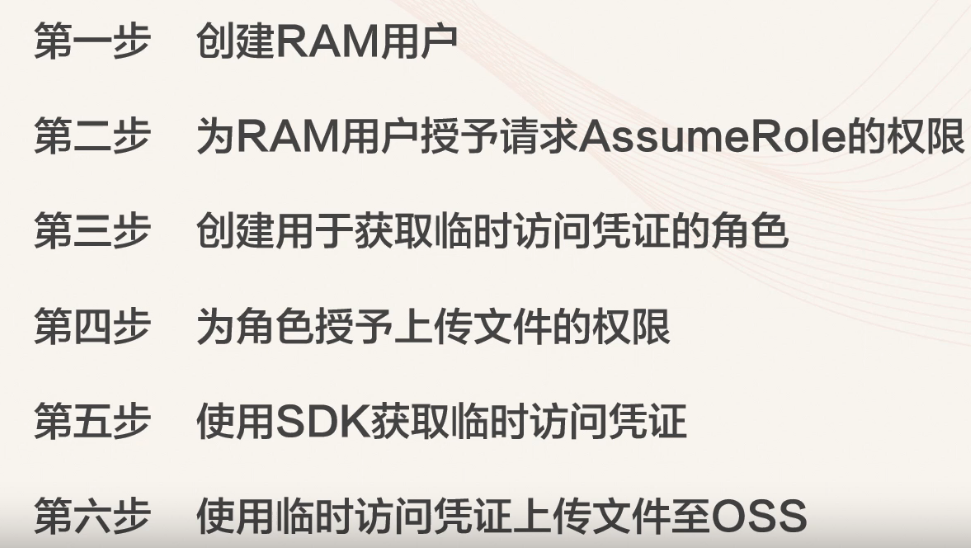 第一步 创建RAM用户
第二步 为RAM用户授予请求AssumeRole的权限
第三步 创建用于获取临时访问凭证的角色
第四步 为角色授予上传文件的权限
第五步 使用SDK获取临时访问凭证
第六步 使用临时访问凭证上传文件至OSS